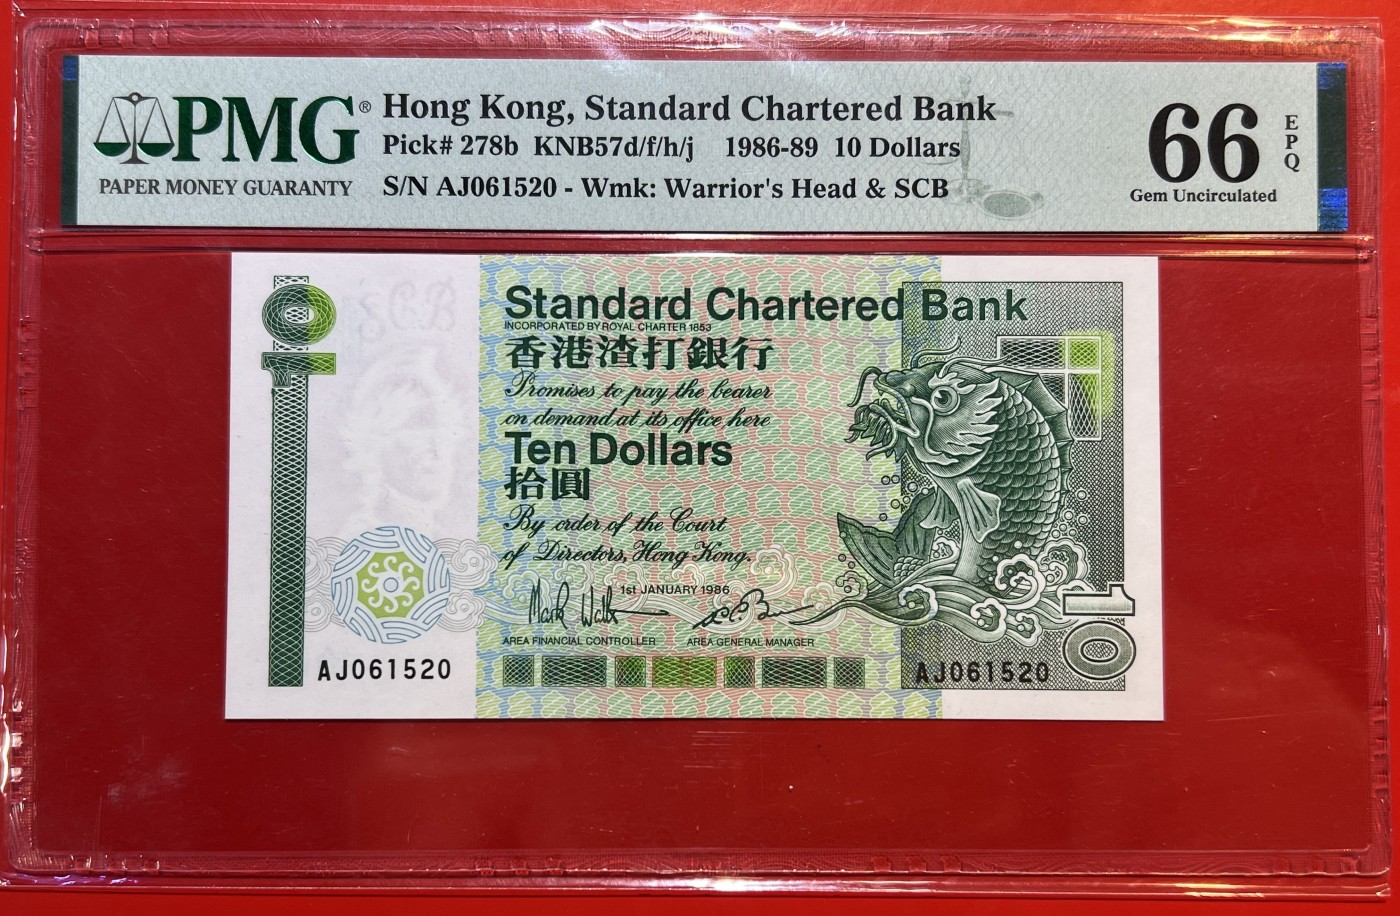 PMG®
PAPER MONEY GUARANTY
Hong Kong, Standard Chartered Bank
Pick# 278b KNB57d/f/h/j 1986-89 10 Dollars
S/N AJ061520 - Wmk: Warrior's Head & SCB
66
EPQ
Gem Uncirculated
10
Standard Chartered Bank
INCORPORATED BY ROYAL CHARTER 1853
香港渣打銀行
Promises to pay the bearer
on demand at its office here
Ten Dollars
拾圓
By order of the Court
of Directors, Hong Kong.
1st JANUARY 1986
AREA FINANCIAL CONTROLLER AREA GENERAL MANAGER
AJ061520
AJ061520
10